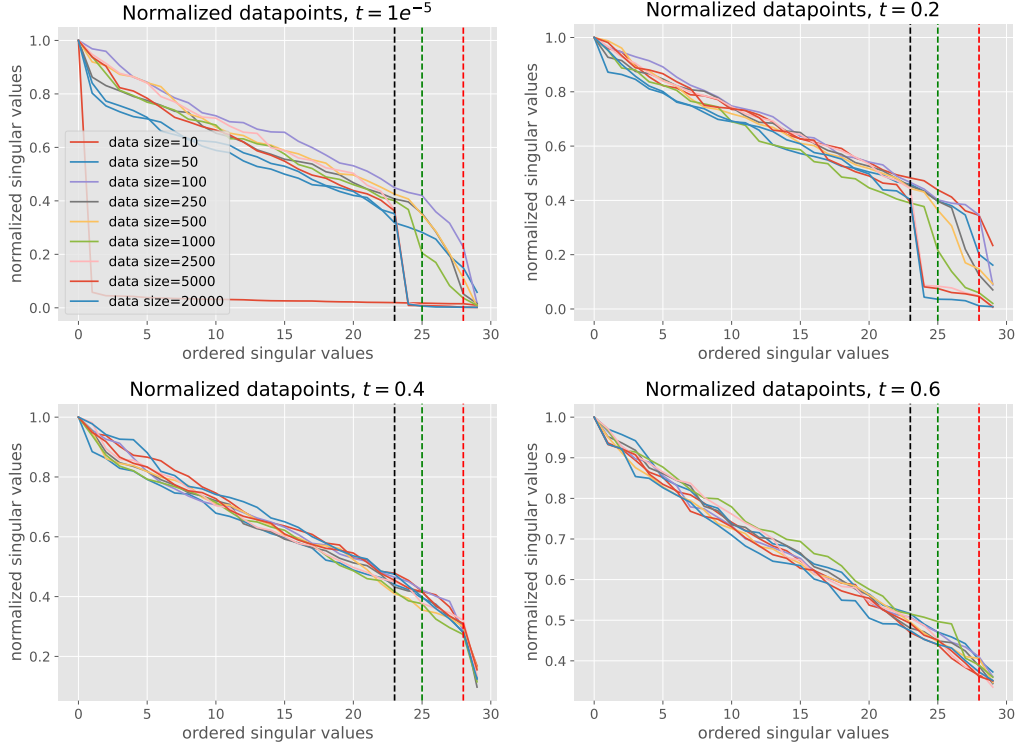 Normalized datapoints, t = 1e⁻⁵
normalized singular values
1.0
0.8
0.6
0.4
0.2
0.0
data size=10
data size=50
data size=100
data size=250
data size=500
data size=1000
data size=2500
data size=5000
data size=20000
0 5 10 15 20 25 30
ordered singular values
Normalized datapoints, t = 0.2
normalized singular values
1.0
0.8
0.6
0.4
0.2
0.0
0 5 10 15 20 25 30
ordered singular values
Normalized datapoints, t = 0.4
normalized singular values
1.0
0.8
0.6
0.4
0.2
0 5 10 15 20 25 30
ordered singular values
Normalized datapoints, t = 0.6
normalized singular values
1.0
0.9
0.8
0.7
0.6
0.5
0.4
0 5 10 15 20 25 30
ordered singular values